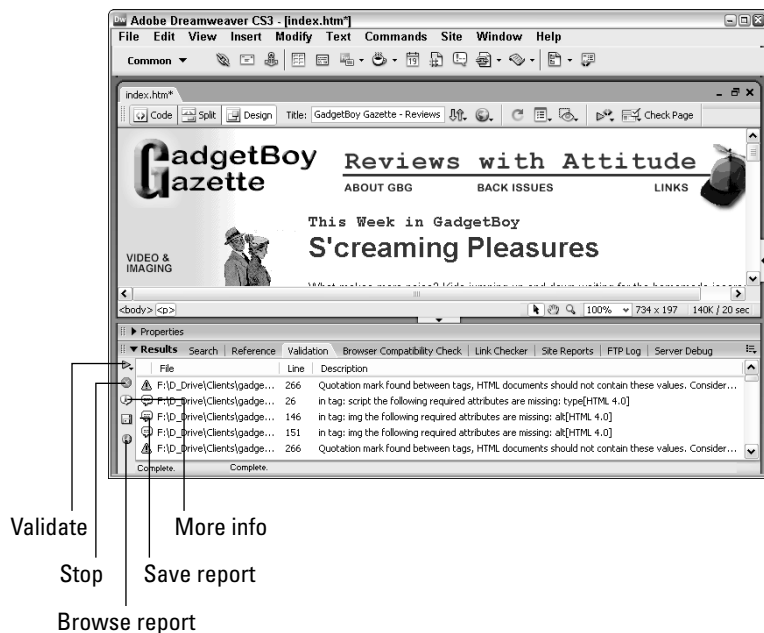 Dw Adobe Dreamweaver CS3 - [index.htm*]
File Edit View Insert Modify Text Commands Site Window Help
Common
index.htm*
Code Split Design Title: GadgetBoy Gazette - Reviews Check Page
GadgetBoy Gazette
Reviews with Attitude
ABOUT GBG BACK ISSUES LINKS
This Week in GadgetBoy
S'creaming Pleasures
VIDEO & IMAGING
<body> <p> 100% 734 x 197 140K / 20 sec
Properties
Results Search Reference Validation Browser Compatibility Check Link Checker Site Reports FTP Log Server Debug
File Line Description
F:\D_Drive\Clients\gadge... 266 Quotation mark found between tags, HTML documents should not contain these values. Consider...
F:\D_Drive\Clients\gadge... 26 in tag: script the following required attributes are missing: type[HTML 4.0]
F:\D_Drive\Clients\gadge... 146 in tag: img the following required attributes are missing: alt[HTML 4.0]
F:\D_Drive\Clients\gadge... 151 in tag: img the following required attributes are missing: alt[HTML 4.0]
F:\D_Drive\Clients\gadge... 266 Quotation mark found between tags, HTML documents should not contain these values. Consider...
Complete. Complete.
Validate More info
Stop Save report
Browse report